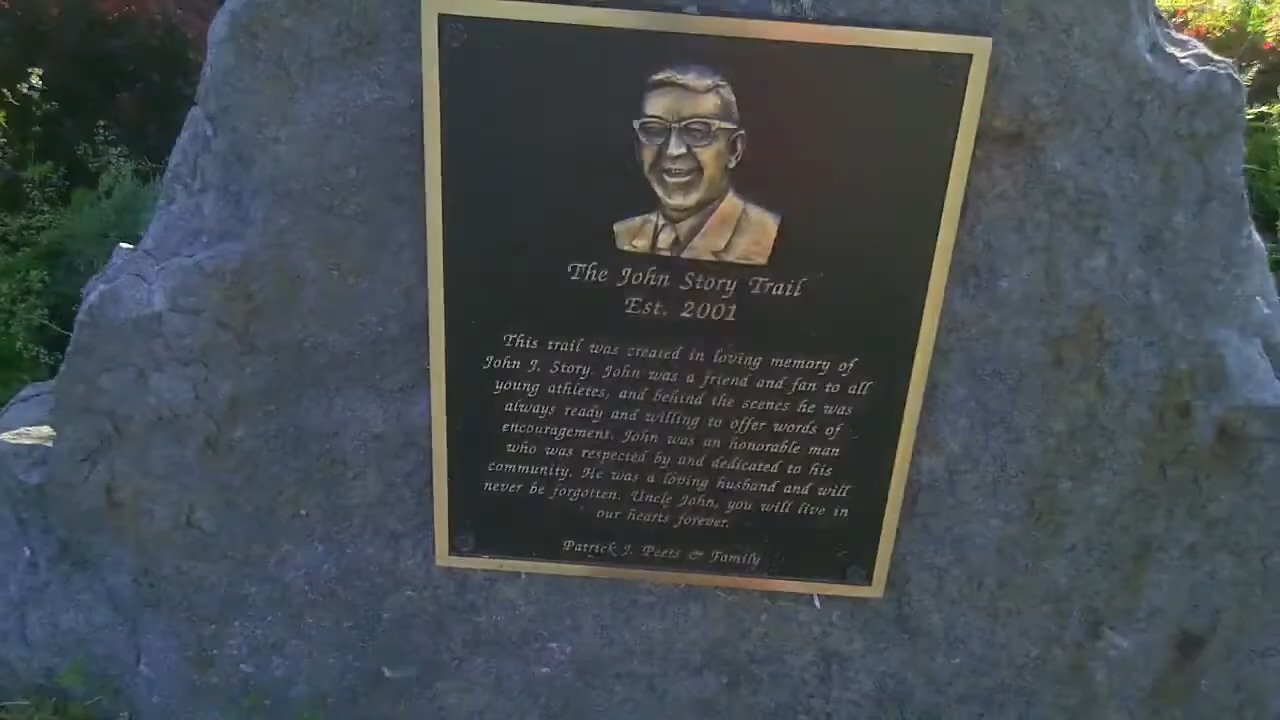 The John Story Trail
Est. 2001
This trail was created in loving memory of
John J. Story. John was a friend and fan to all
young athletes, and behind the scenes he was
always ready and willing to offer words of
encouragement. John was an honorable man
who was respected by and dedicated to his
community. He was a loving husband and will
never be forgotten. Uncle John, you will live in
our hearts forever.
Patrick J. Peets & Family